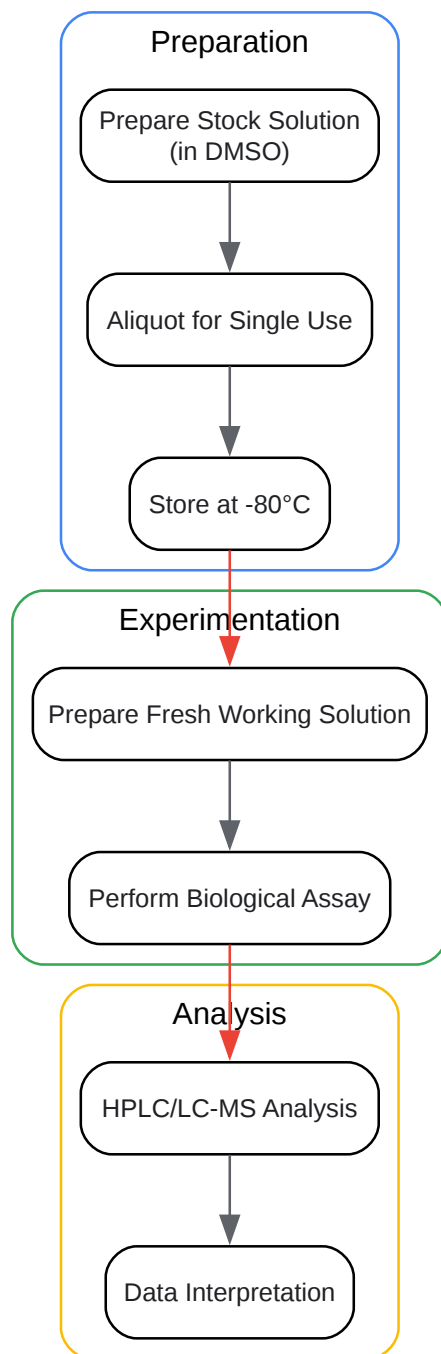 Preparation
Prepare Stock Solution
(in DMSO)
Aliquot for Single Use
Store at -80°C
Experimentation
Prepare Fresh Working Solution
Perform Biological Assay
Analysis
HPLC/LC-MS Analysis
Data Interpretation